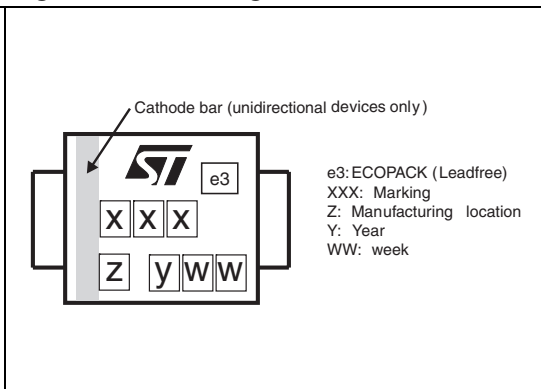 Cathode bar (unidirectional devices only)
ST e3
x x x
z y w w
e3: ECOPACK (Leadfree)
XXX: Marking
Z: Manufacturing location
Y: Year
WW: week